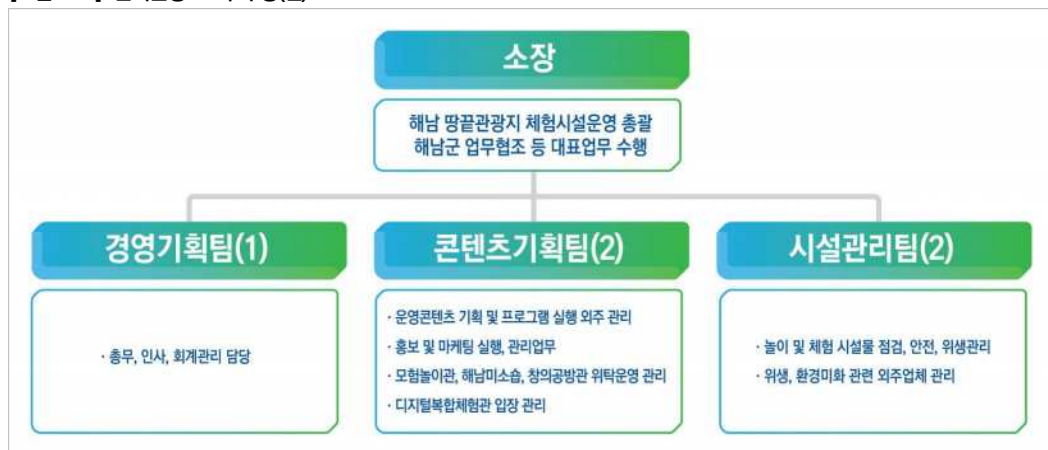 소장
해남 땅끝관광지 체험시설운영 총괄
해남군 업무협조 등 대표업무 수행
경영기획팀(1)
· 총무, 인사, 회계관리 담당
콘텐츠기획팀(2)
· 운영콘텐츠 기획 및 프로그램 실행 외주 관리
· 홍보 및 마케팅 실행, 관리업무
· 모험놀이관, 해남미소숍, 창의공방관 위탁운영 관리
· 디지털복합체험관 입장 관리
시설관리팀(2)
· 놀이 및 체험 시설물 점검, 안전, 위생관리
· 위생, 환경미화 관련 외주업체 관리